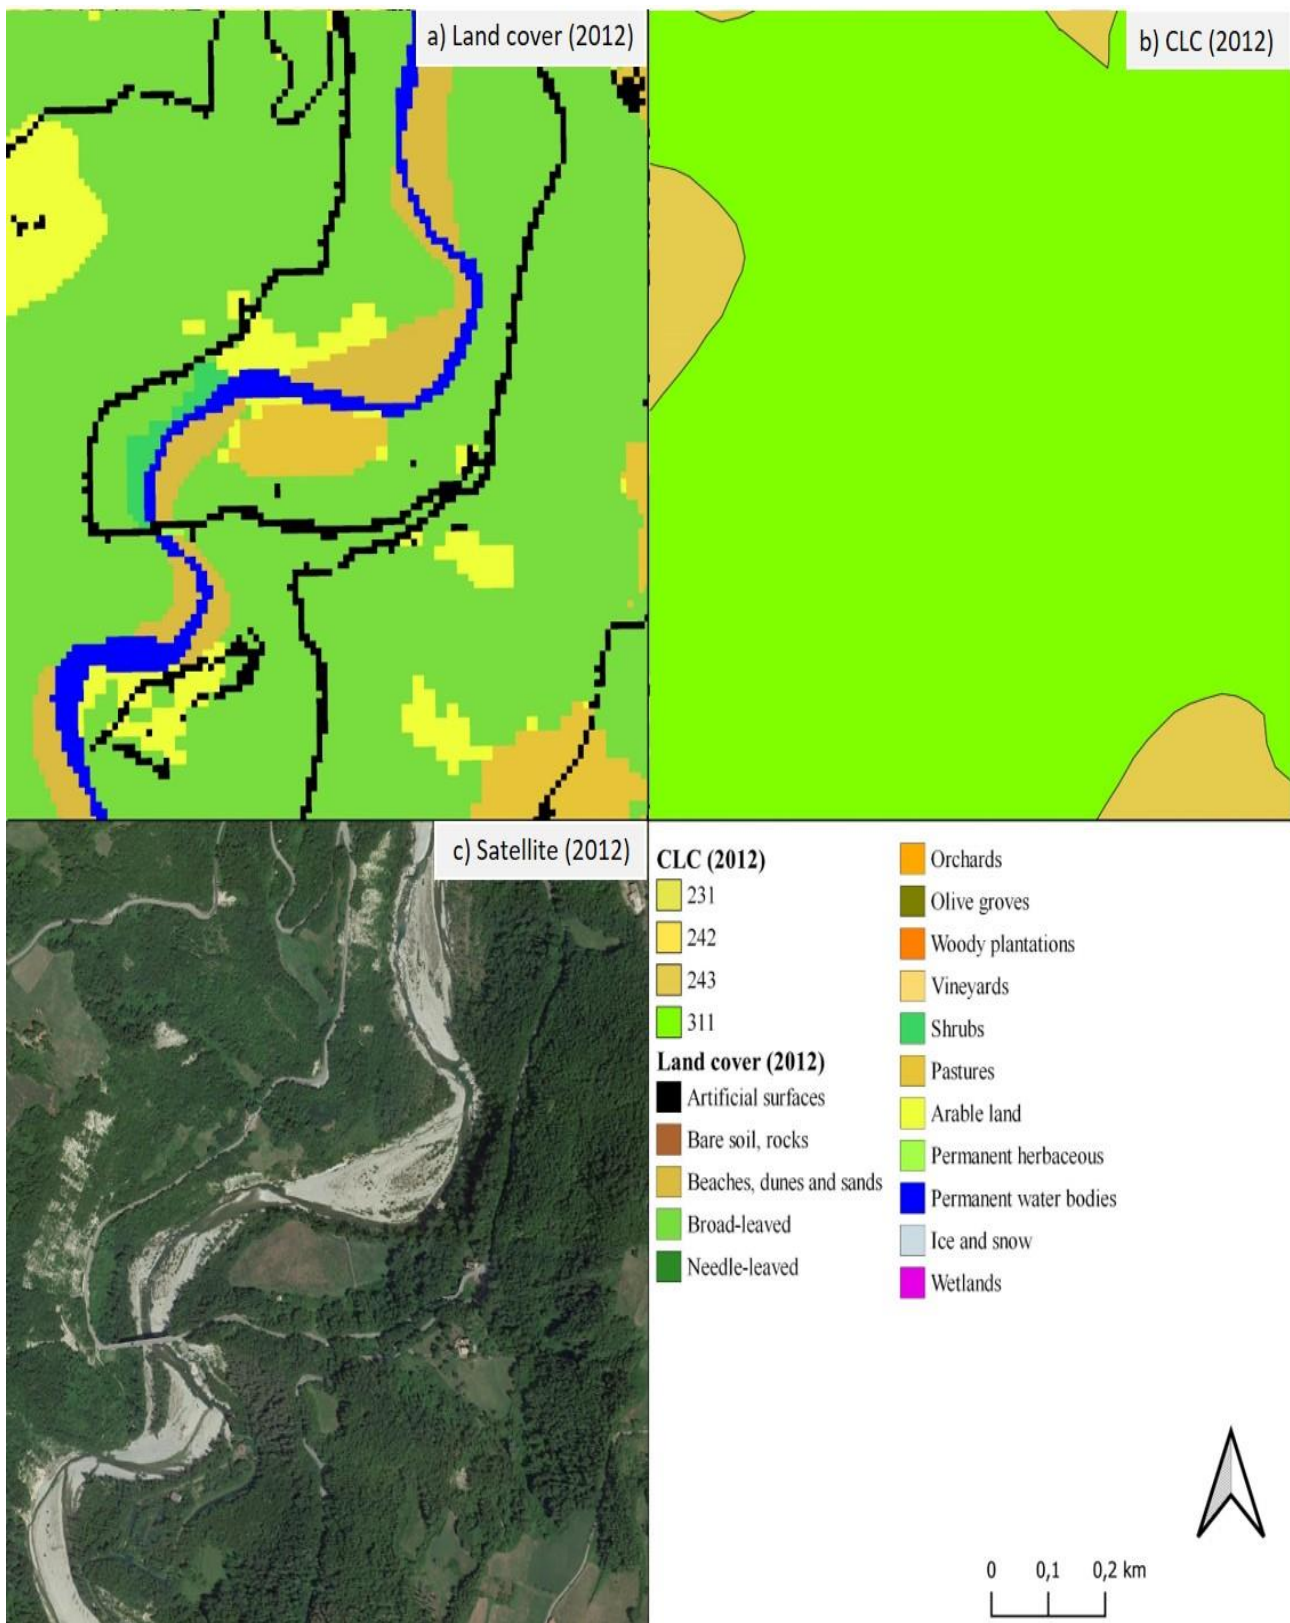 a) Land cover (2012)
b) CLC (2012)
c) Satellite (2012)
CLC (2012)
231
242
243
311
Land cover (2012)
Artificial surfaces
Bare soil, rocks
Beaches, dunes and sands
Broad-leaved
Needle-leaved
Orchards
Olive groves
Woody plantations
Vineyards
Shrubs
Pastures
Arable land
Permanent herbaceous
Permanent water bodies
Ice and snow
Wetlands
0 0,1 0,2 km